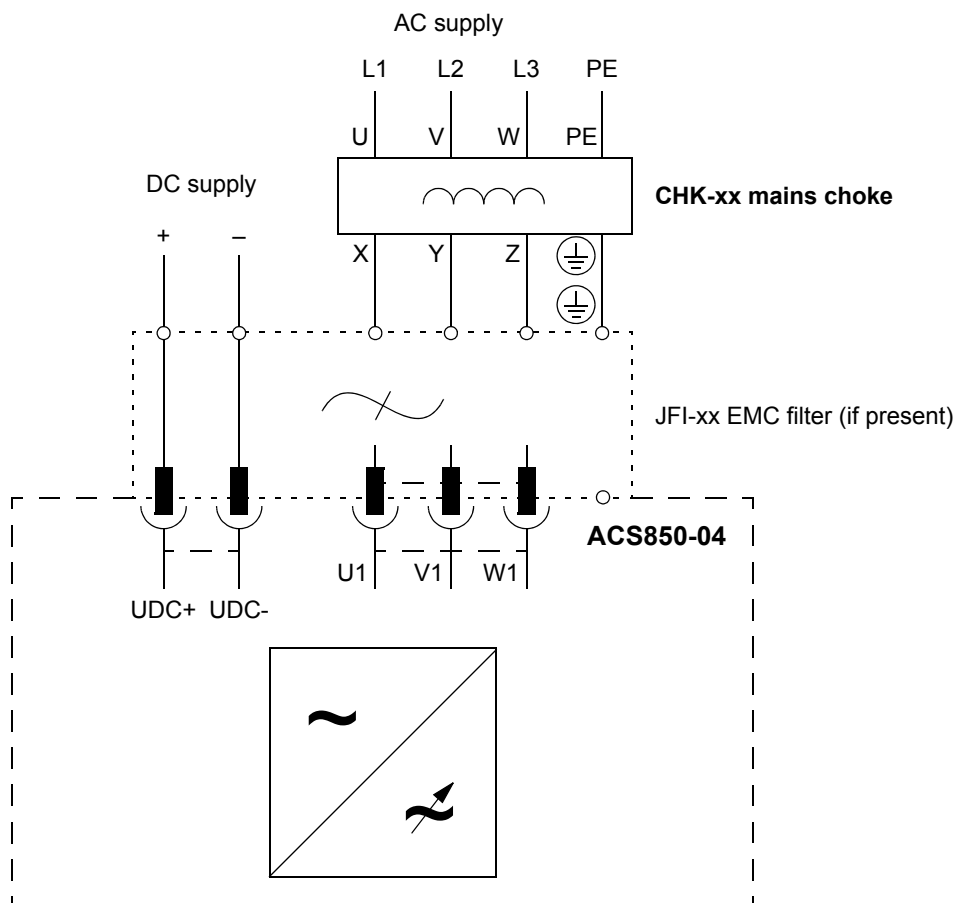 AC supply
L1 L2 L3 PE
U V W PE
DC supply
CHK-xx mains choke
+ –
X Y Z
JFI-xx EMC filter (if present)
ACS850-04
U1 V1 W1
UDC+ UDC-